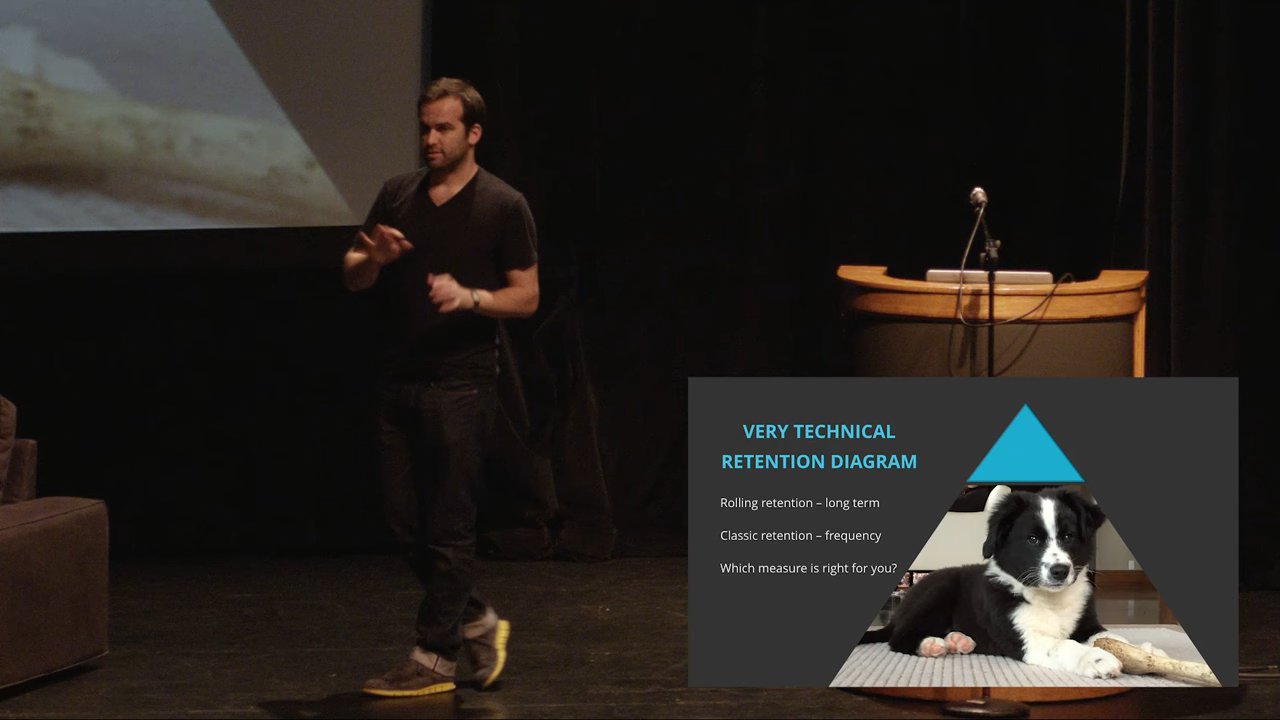 VERY TECHNICAL
RETENTION DIAGRAM
Rolling retention – long term
Classic retention – frequency
Which measure is right for you?